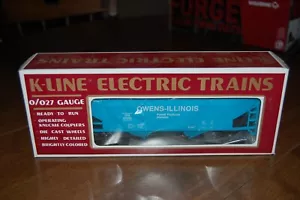 K-LINE ELECTRIC TRAINS
O/O27 GAUGE
READY TO RUN
OPERATING
KNUCKLE COUPLERS
DIE CAST WHEELS
HIGHLY DETAILED
BRIGHTLY COLORED
OWENS-ILLINOIS